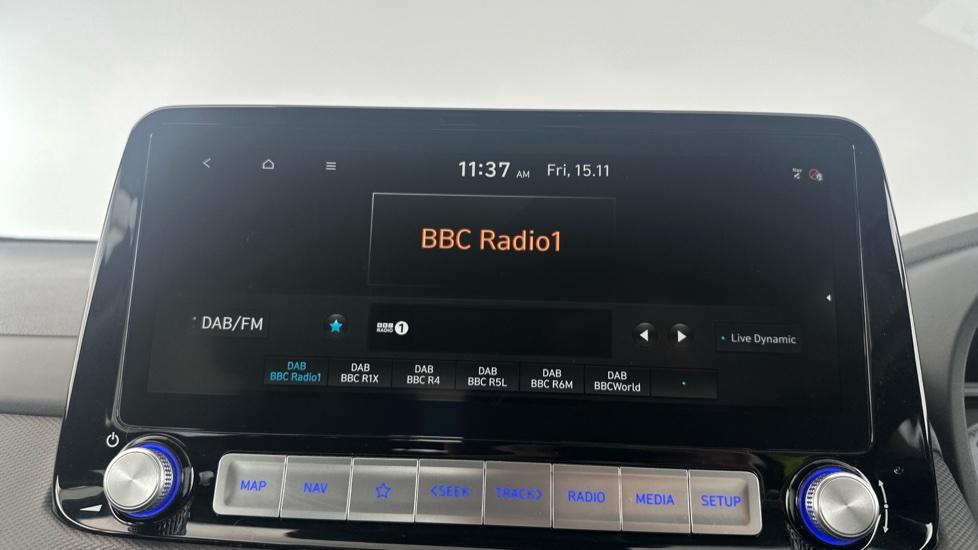 11:37 AM Fri, 15.11
Nav
BBC Radio1
DAB/FM
BBC RADIO 1
Live Dynamic
DAB BBC Radio1
DAB BBC R1X
DAB BBC R4
DAB BBC R5L
DAB BBC R6M
DAB BBCWorld
MAP NAV <SEEK TRACK> RADIO MEDIA SETUP